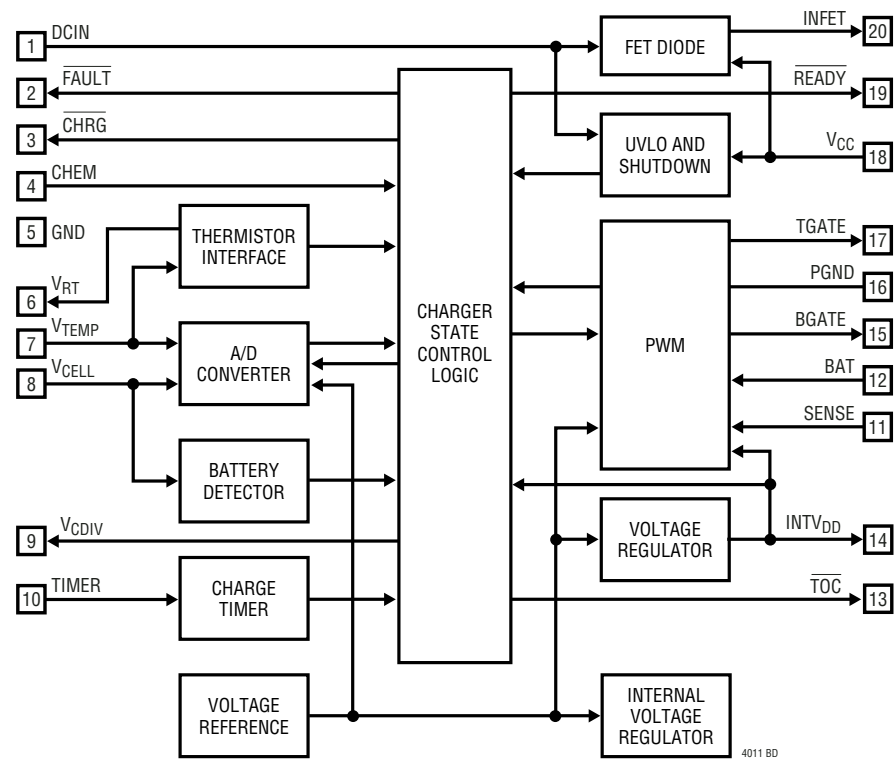 1 DCIN
2 FAULT
3 CHRG
4 CHEM
5 GND
6 VRT
7 VTEMP
8 VCELL
9 VCDIV
10 TIMER
THERMISTOR
INTERFACE
A/D
CONVERTER
BATTERY
DETECTOR
CHARGE
TIMER
VOLTAGE
REFERENCE
CHARGER
STATE
CONTROL
LOGIC
FET DIODE
UVLO AND
SHUTDOWN
PWM
VOLTAGE
REGULATOR
INTERNAL
VOLTAGE
REGULATOR
INFET 20
READY 19
VCC 18
TGATE 17
PGND 16
BGATE 15
BAT 12
SENSE 11
INTVDD 14
TOC 13
4011 BD